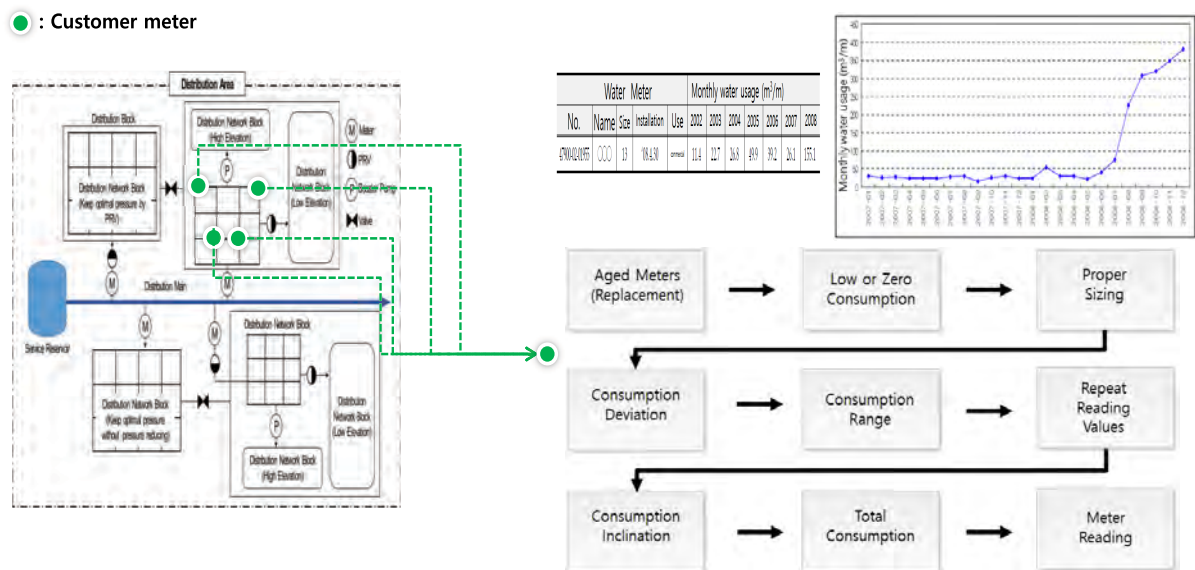 : Customer meter
Distribution Area
Distribution Block
Distribution Network Block
(Keep optimal pressure by
PRV)
Distribution Network Block
(High Elevation)
P
Distribution
Network Block
(Low Elevation)
M Meter
PRV
P Booster Pump
Valve
M
M
Distribution Main
Service Reservoir
M
M
Distribution Network Block
(Keep optimal pressure
without pressure reducing)
Distribution Network Block
P
Distribution Network Block
(High Elevation)
Distribution
Network Block
(Low Elevation)
Water Meter
Monthly water usage (m³/m)
No. Name Size Installation Use 2002 2003 2004 2005 2006 2007 2008
○○○ 13 '08.4.30 11.4 22.7 26.8 49.9 39.2 26.1 155.1
Monthly water usage (m³/m)
Aged Meters
(Replacement)
Low or Zero
Consumption
Proper
Sizing
Consumption
Deviation
Consumption
Range
Repeat
Reading
Values
Consumption
Inclination
Total
Consumption
Meter
Reading